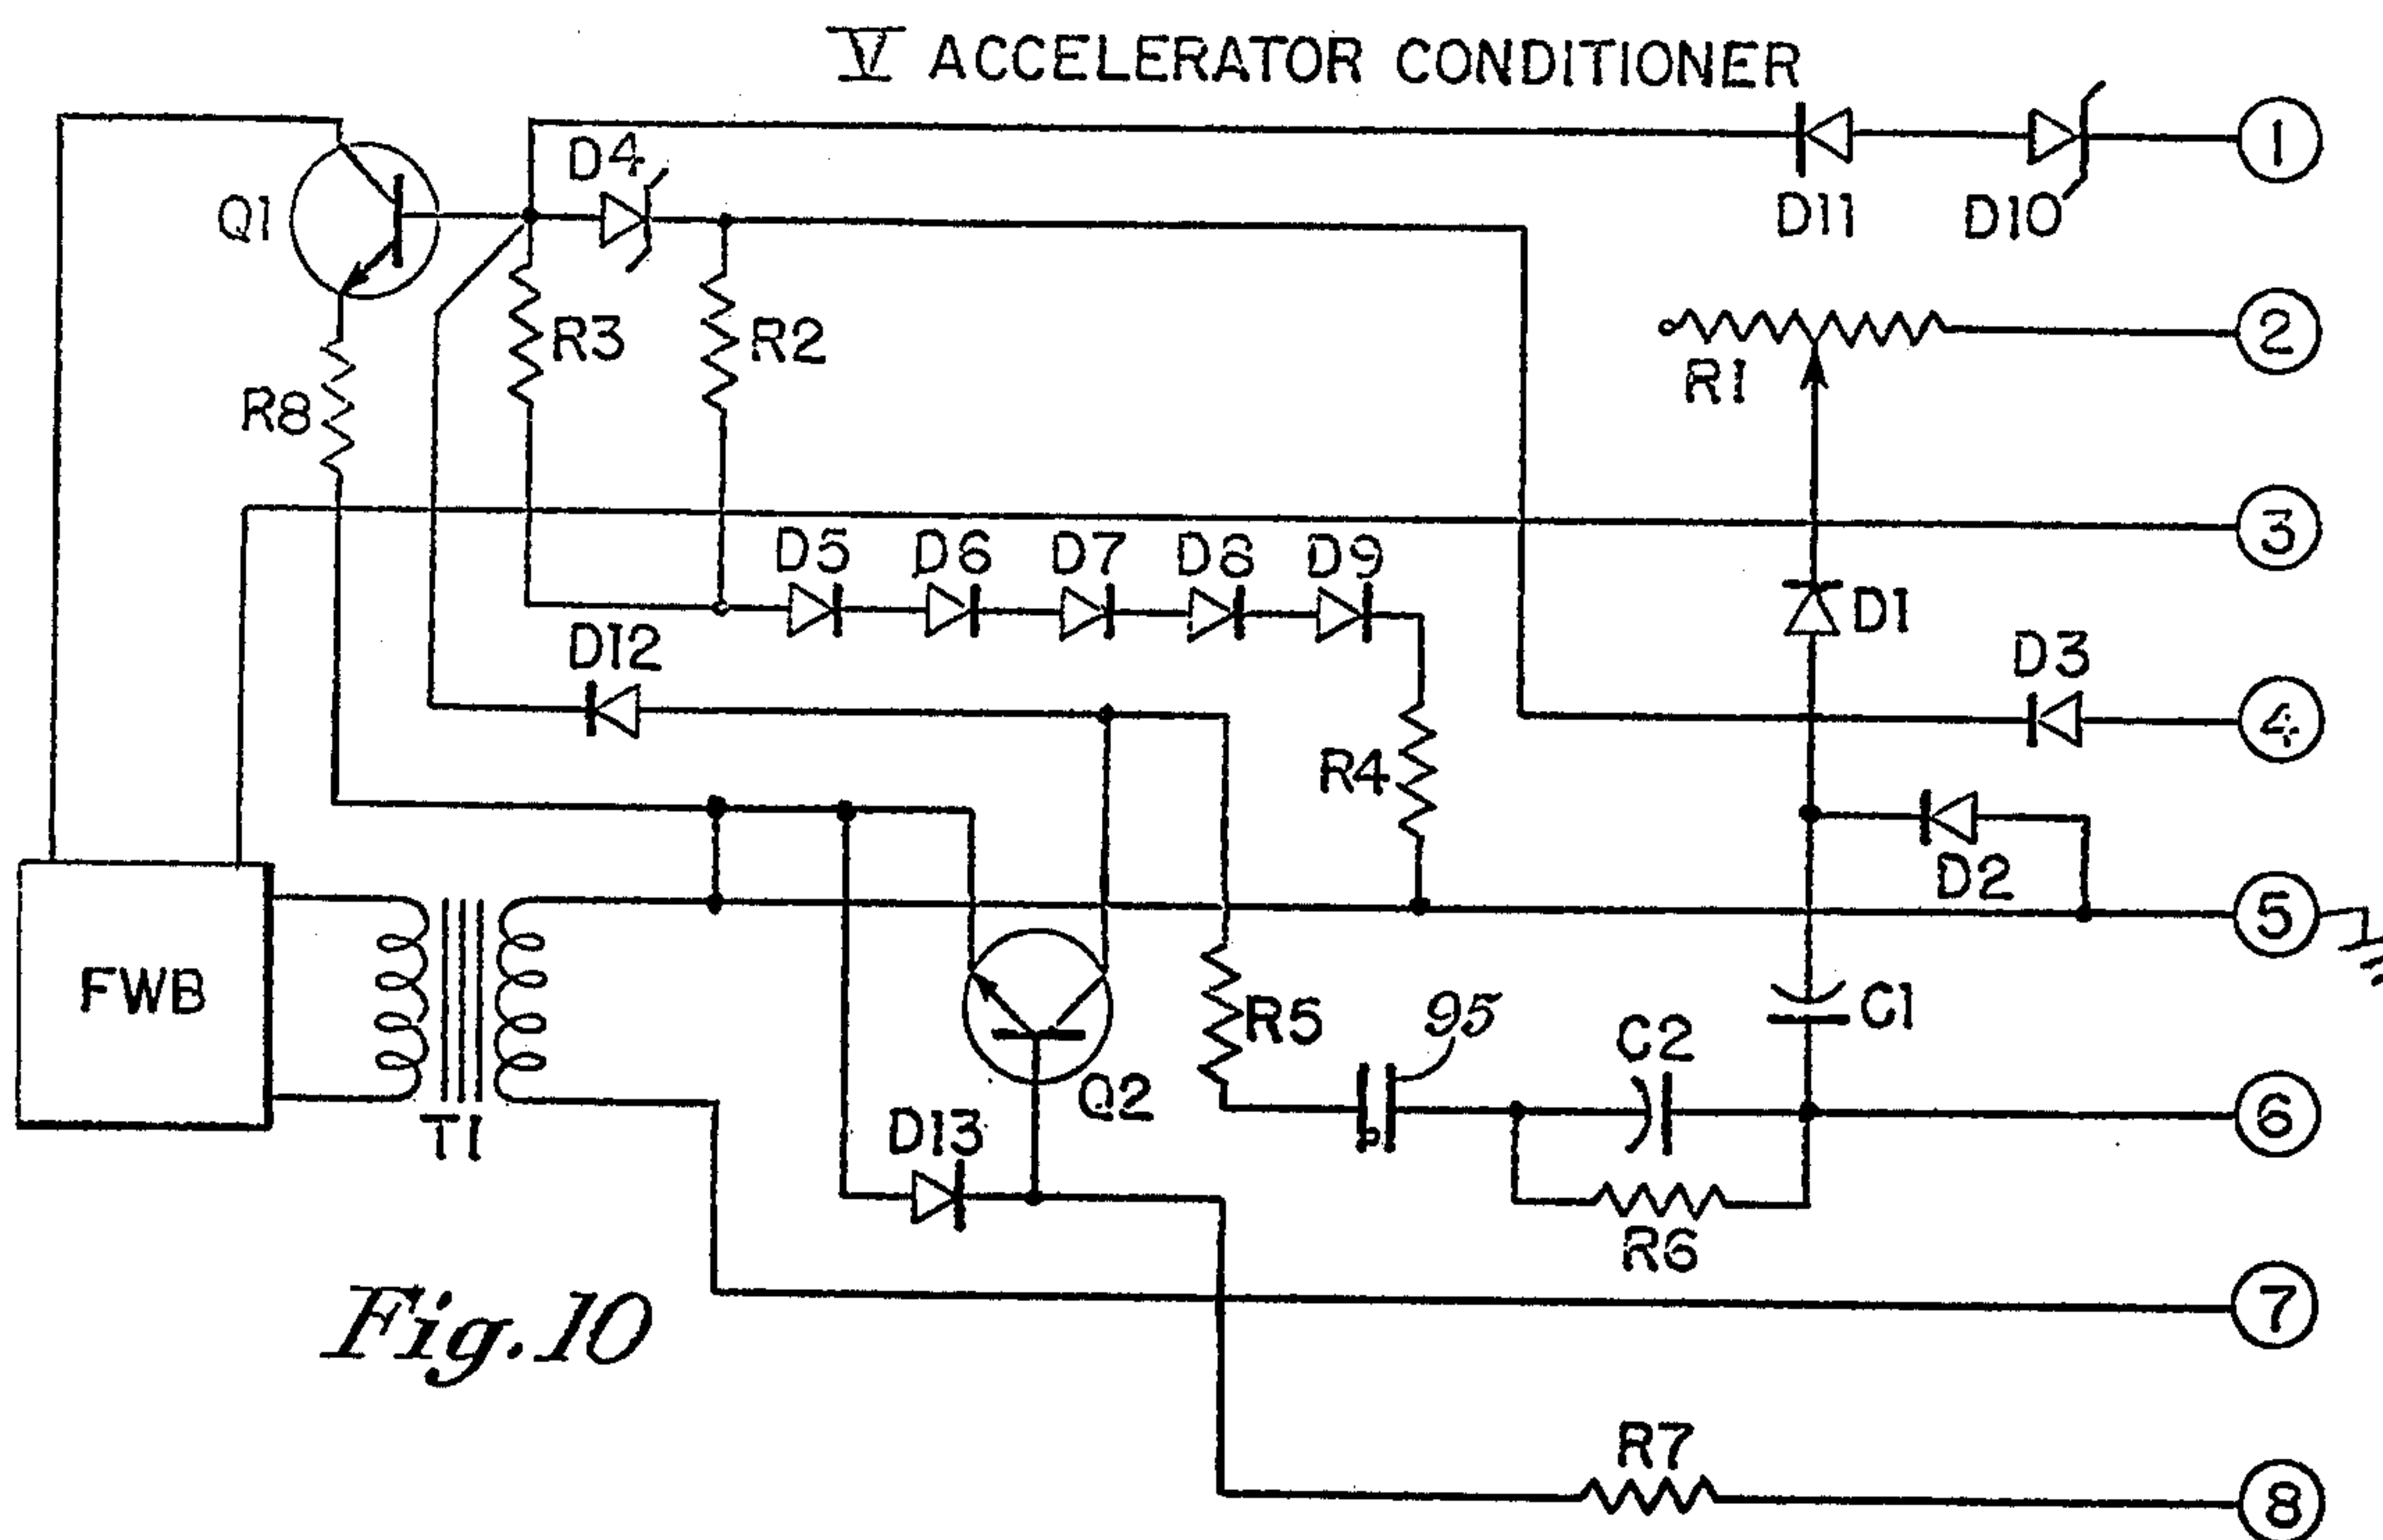 V ACCELERATOR CONDITIONER
D4
Q1
D11
D10
1
R3
R2
R1
2
R8
3
D5 D6 D7 D8 D9
D1
D12
D3
R4
4
D2
5
FWB
R5
95
C2
C1
Q2
6
T1
D13
R6
Fig.10
7
R7
8